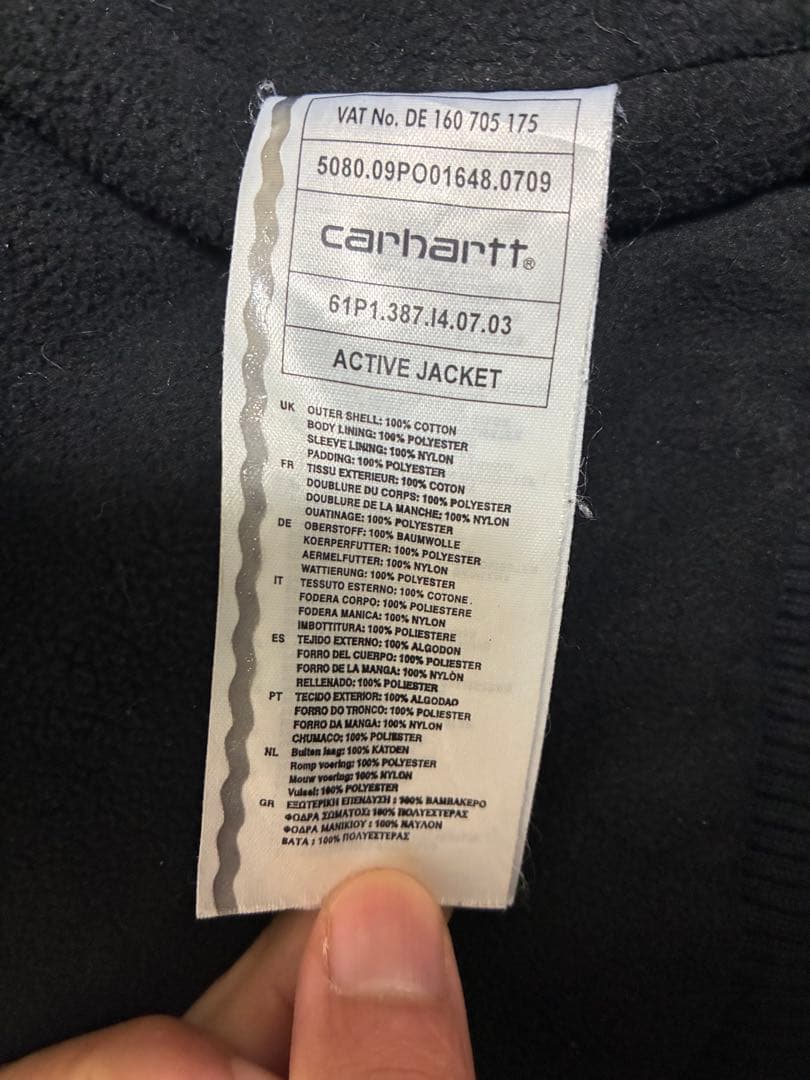 VAT No. DE 160 705 175
5080.09PO01648.0709
carhartt®
61P1.387.I4.07.03
ACTIVE JACKET
UK OUTER SHELL: 100% COTTON
BODY LINING: 100% POLYESTER
SLEEVE LINING: 100% NYLON
PADDING: 100% POLYESTER
FR TISSU EXTERIEUR: 100% COTON
DOUBLURE DU CORPS: 100% POLYESTER
DOUBLURE DE LA MANCHE: 100% NYLON
OUATINAGE: 100% POLYESTER
DE OBERSTOFF: 100% BAUMWOLLE
KOERPERFUTTER: 100% POLYESTER
AERMELFUTTER: 100% NYLON
WATTIERUNG: 100% POLYESTER
IT TESSUTO ESTERNO: 100% COTONE.
FODERA CORPO: 100% POLIESTERE
FODERA MANICA: 100% NYLON
IMBOTTITURA: 100% POLIESTERE
ES TEJIDO EXTERNO: 100% ALGODON
FORRO DEL CUERPO: 100% POLIESTER
FORRO DE LA MANGA: 100% NYLÒN
RELLENADO: 100% POLIESTER
PT TECIDO EXTERIOR: 100% ALGODAO
FORRO DO TRONCO: 100% POLIESTER
FORRO DA MANGA: 100% NYLON
CHUMACO: 100% POLIESTER
NL Buiten laag: 100% KATOEN
Romp voering: 100% POLYESTER
Mouw voering: 100% NYLON
Vulsel: 100% POLYESTER
GR ΕΞΩΤΕΡΙΚΗ ΕΠΕΝΔΥΣΗ : 100% ΒΑΜΒΑΚΕΡΟ
ΦΟΔΡΑ ΣΩΜΑΤΟΣ: 100% ΠΟΛΥΕΣΤΕΡΑΣ
ΦΟΔΡΑ ΜΑΝΙΚΙΟΥ : 100% ΝΑΥΛΟΝ
ΒΑΤΑ : 100% ΠΟΛΥΕΣΤΕΡΑΣ